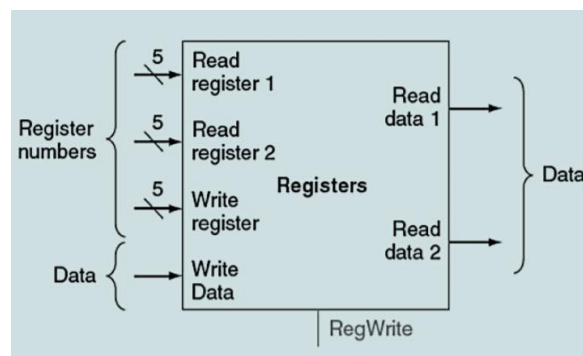 Register
numbers
Data
5
Read
register 1
5
Read
register 2
5
Write
register
Write
Data
Registers
Read
data 1
Read
data 2
Data
RegWrite